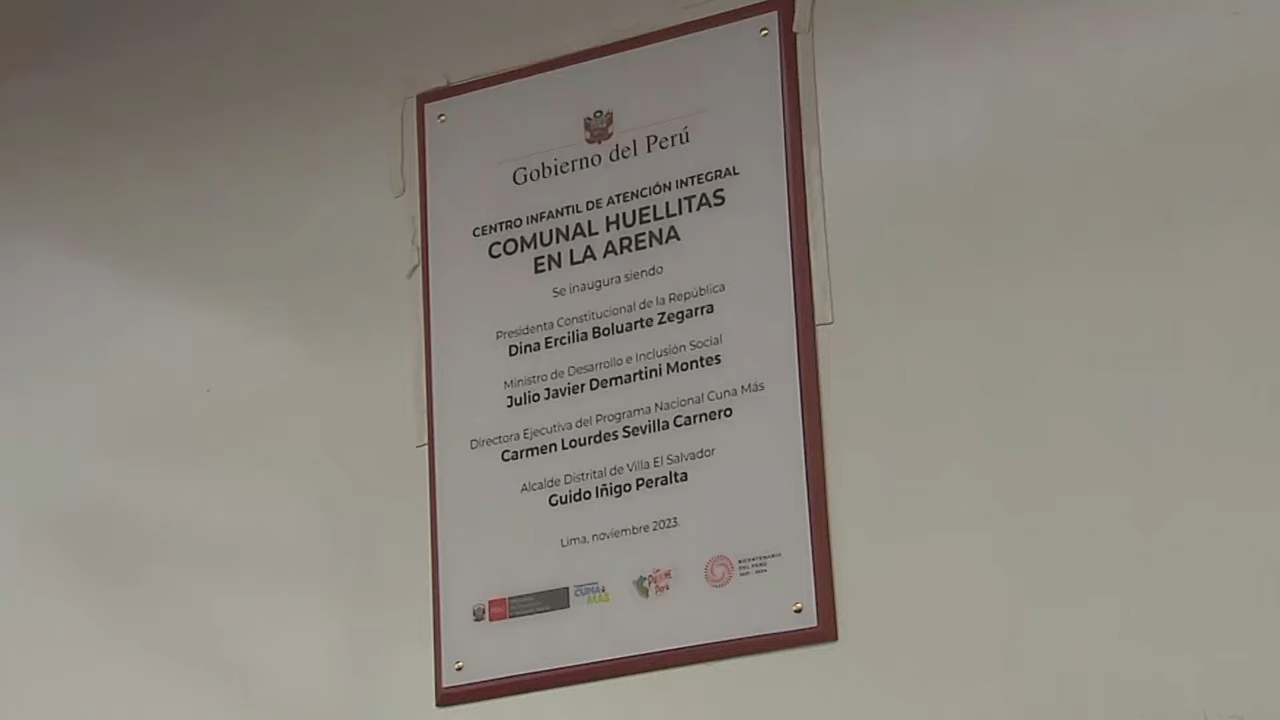 Gobierno del Perú
CENTRO INFANTIL DE ATENCIÓN INTEGRAL
COMUNAL HUELLITAS
EN LA ARENA
Se inaugura siendo
Presidenta Constitucional de la República
Dina Ercilia Boluarte Zegarra
Ministro de Desarrollo e Inclusión Social
Julio Javier Demartini Montes
Directora Ejecutiva del Programa Nacional Cuna Más
Carmen Lourdes Sevilla Carnero
Alcalde Distrital de Villa El Salvador
Guido Iñigo Peralta
Lima, noviembre 2023.
CUNA
MÁS
Con
PUNCHE
Perú
BICENTENARIO
DEL PERÚ